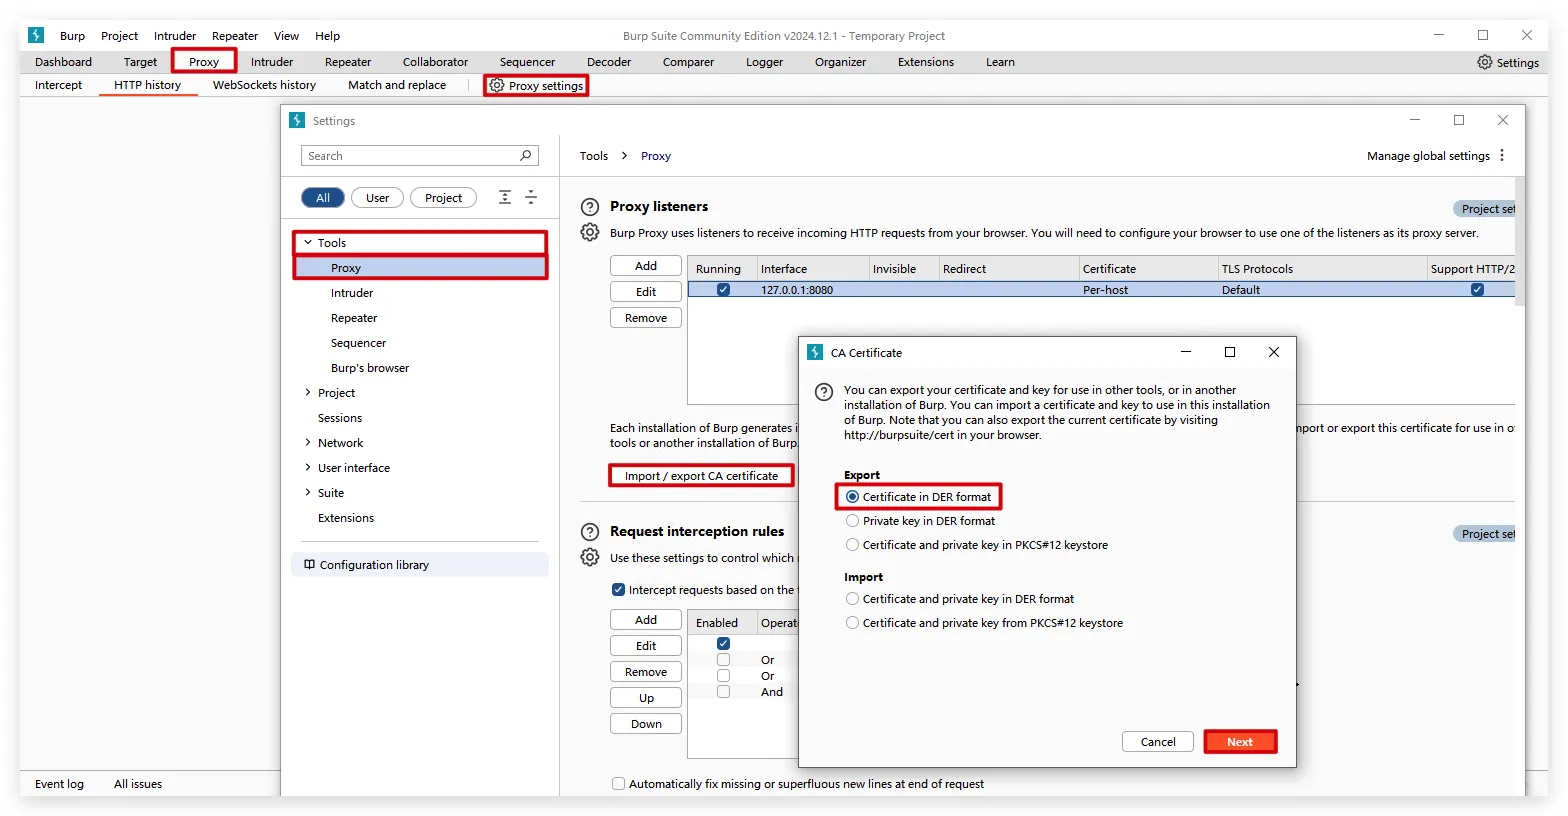 Burp Project Intruder Repeater View Help Burp Suite Community Edition v2024.12.1 - Temporary Project
Dashboard Target Proxy Intruder Repeater Collaborator Sequencer Decoder Comparer Logger Organizer Extensions Learn Settings
Intercept HTTP history WebSockets history Match and replace Proxy settings
Settings
Search
Tools > Proxy Manage global settings
All User Project
Tools
Proxy
Intruder
Repeater
Sequencer
Burp's browser
Project
Sessions
Network
User interface
Suite
Extensions
Configuration library
Proxy listeners Project set
Burp Proxy uses listeners to receive incoming HTTP requests from your browser. You will need to configure your browser to use one of the listeners as its proxy server.
Add
Edit
Remove
Running Interface Invisible Redirect Certificate TLS Protocols Support HTTP/2
127.0.0.1:8080 Per-host Default
Each installation of Burp generates i mport or export this certificate for use in o
tools or another installation of Burp.
Import / export CA certificate
Request interception rules Project set
Use these settings to control which
Intercept requests based on the
Add
Edit
Remove
Up
Down
Enabled Operat
Or
Or
And
Automatically fix missing or superfluous new lines at end of request
CA Certificate
You can export your certificate and key for use in other tools, or in another
installation of Burp. You can import a certificate and key to use in this installation
of Burp. Note that you can also export the current certificate by visiting
http://burpsuite/cert in your browser.
Export
Certificate in DER format
Private key in DER format
Certificate and private key in PKCS#12 keystore
Import
Certificate and private key in DER format
Certificate and private key from PKCS#12 keystore
Cancel Next
Event log All issues